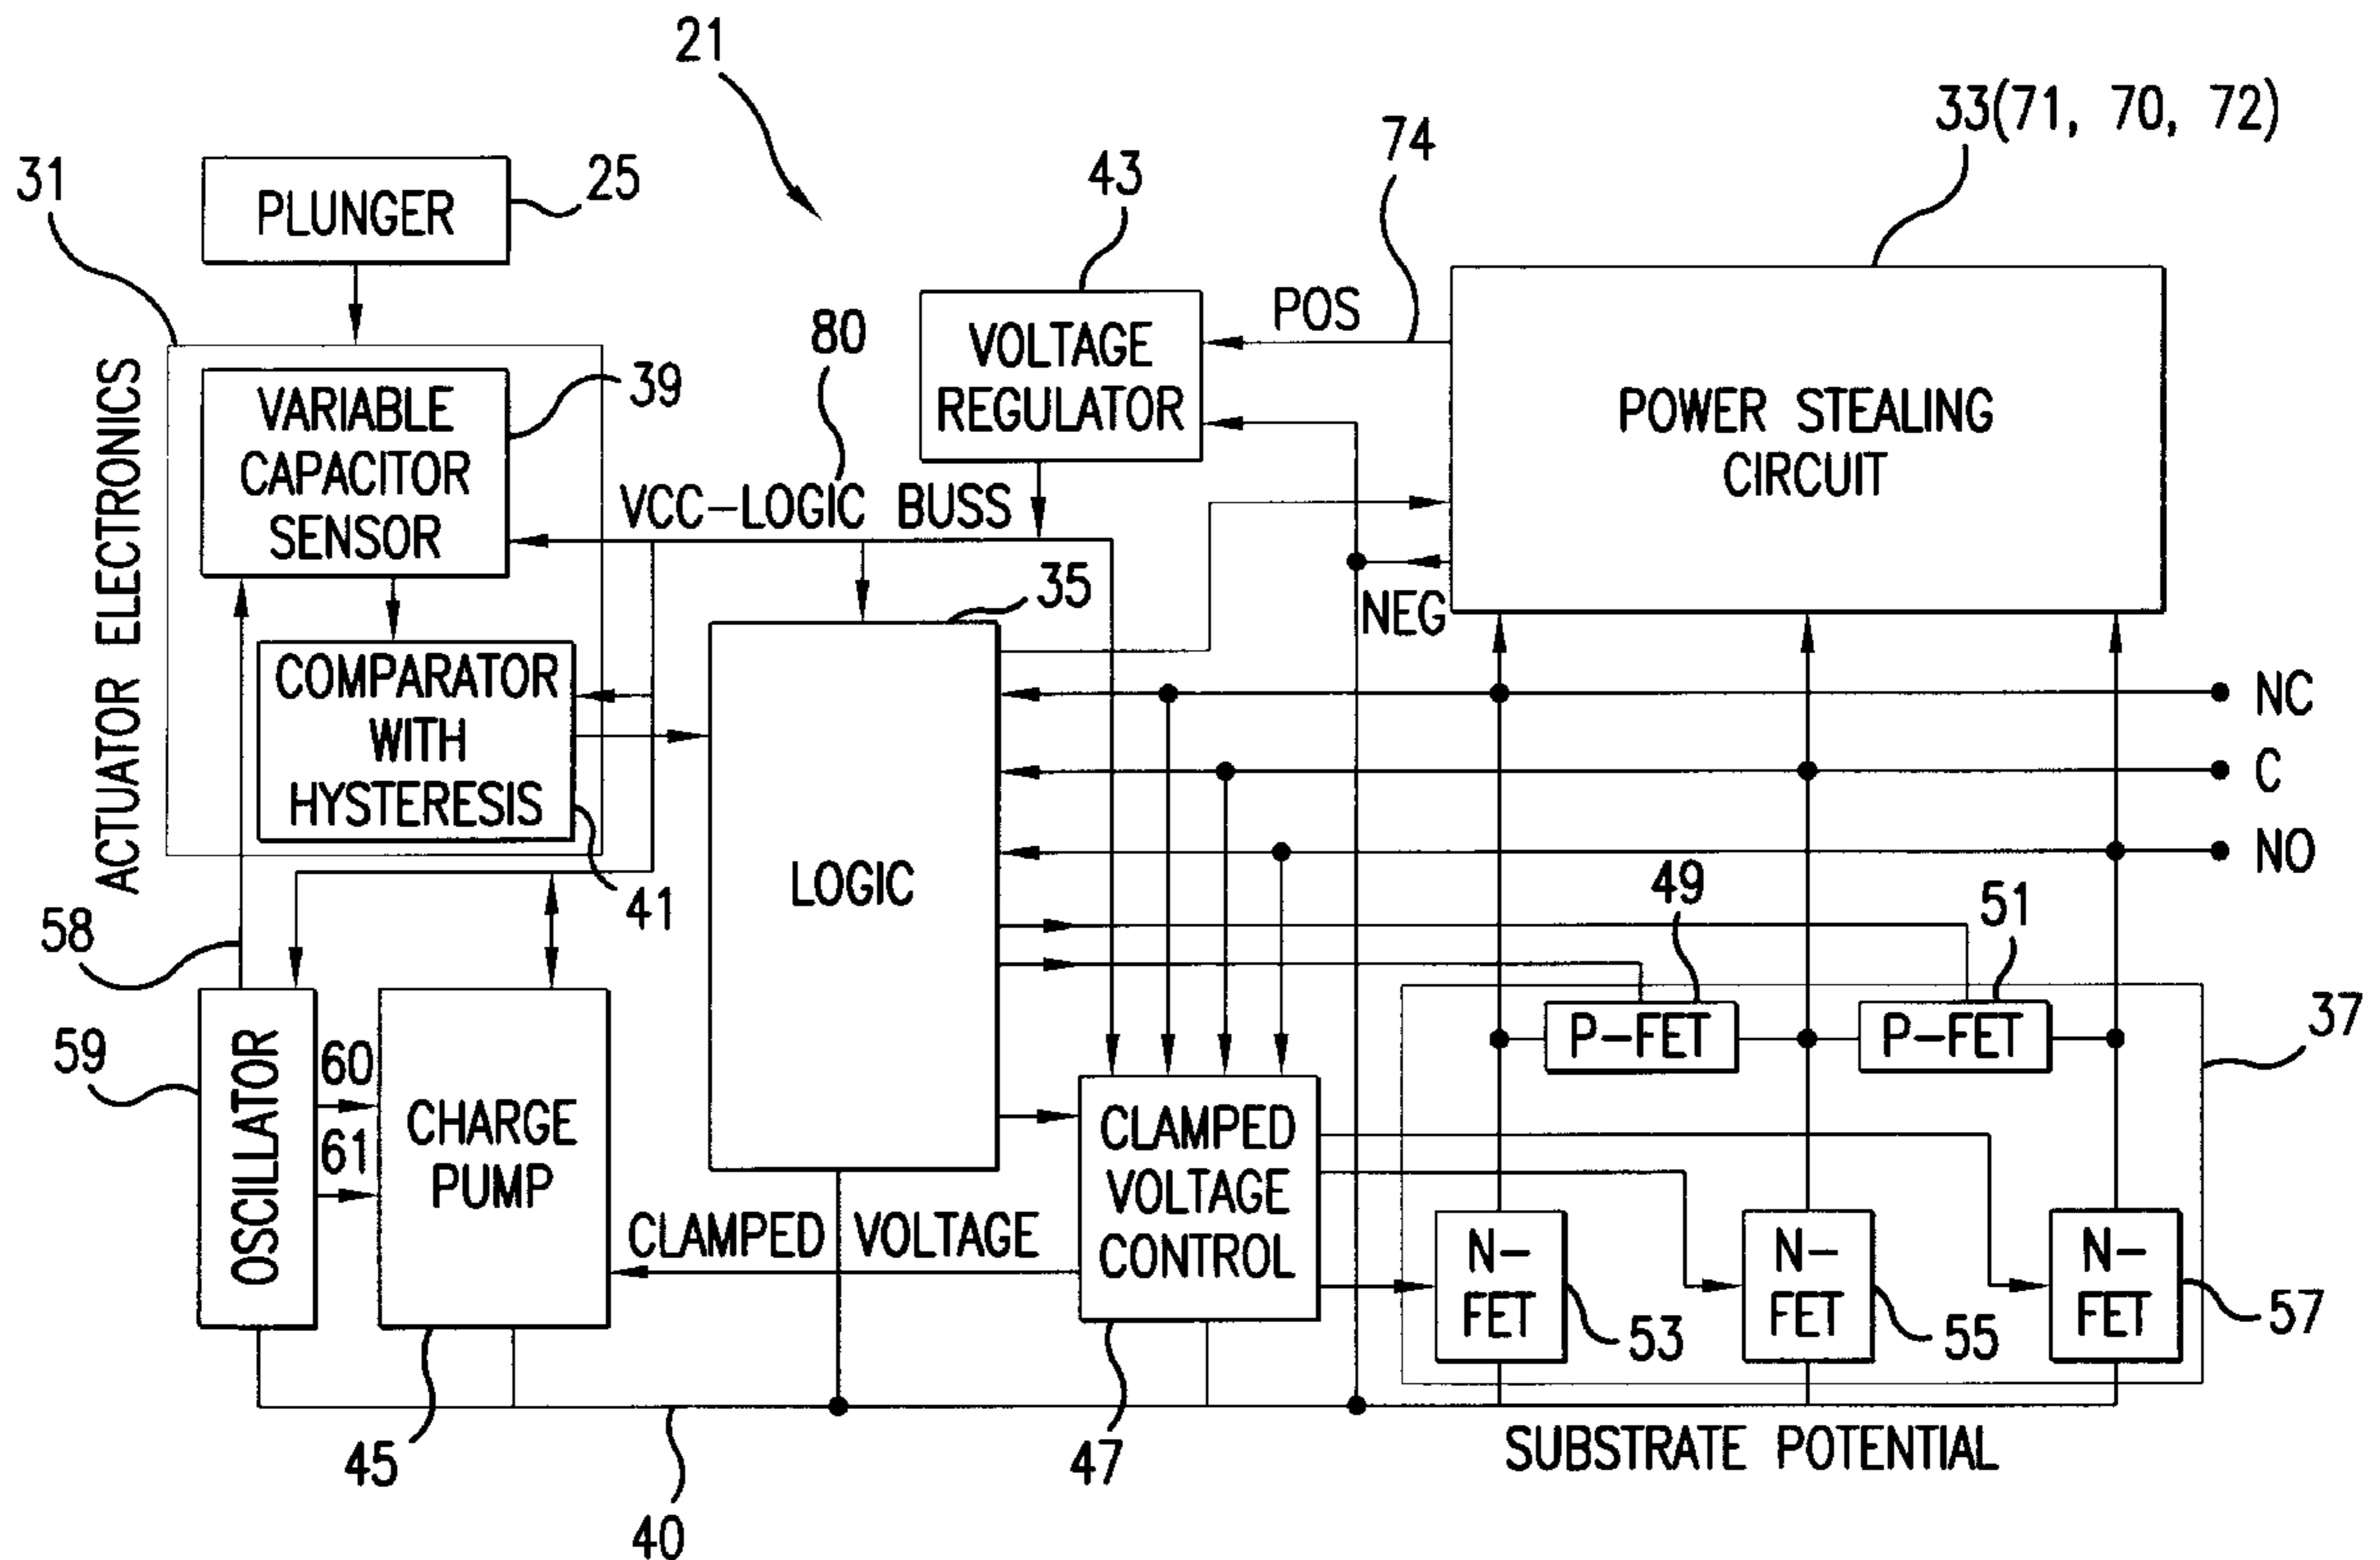 21
33(71, 70, 72)
74
43
31
PLUNGER
25
80
POS
VOLTAGE
REGULATOR
POWER STEALING
CIRCUIT
ACTUATOR ELECTRONICS
VARIABLE
CAPACITOR
SENSOR
39
VCC-LOGIC BUSS
35
NEG
COMPARATOR
WITH
HYSTERESIS
NC
C
NO
LOGIC
41
49
51
58
37
P-FET
P-FET
59
OSCILLATOR
60
61
CHARGE
PUMP
CLAMPED
VOLTAGE
CONTROL
CLAMPED VOLTAGE
N-
FET
N-
FET
N-
FET
53
55
57
SUBSTRATE POTENTIAL
45
47
40